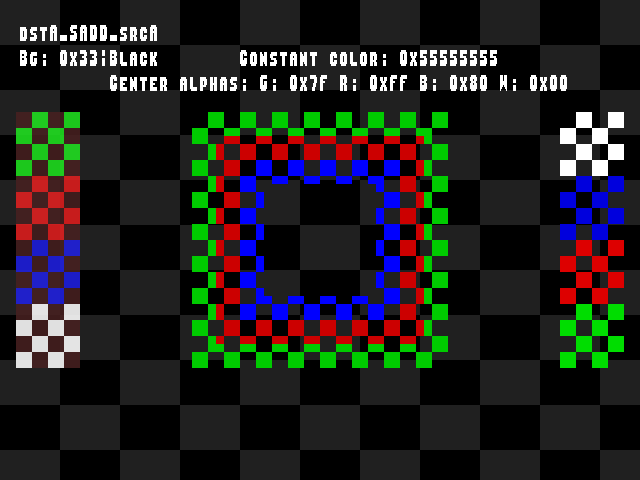 dstA_SADD_srcA
Bg: 0x33|Black Constant color: 0x55555555
Center alphas: G: 0x7f R: 0xff B: 0x80 W: 0x00